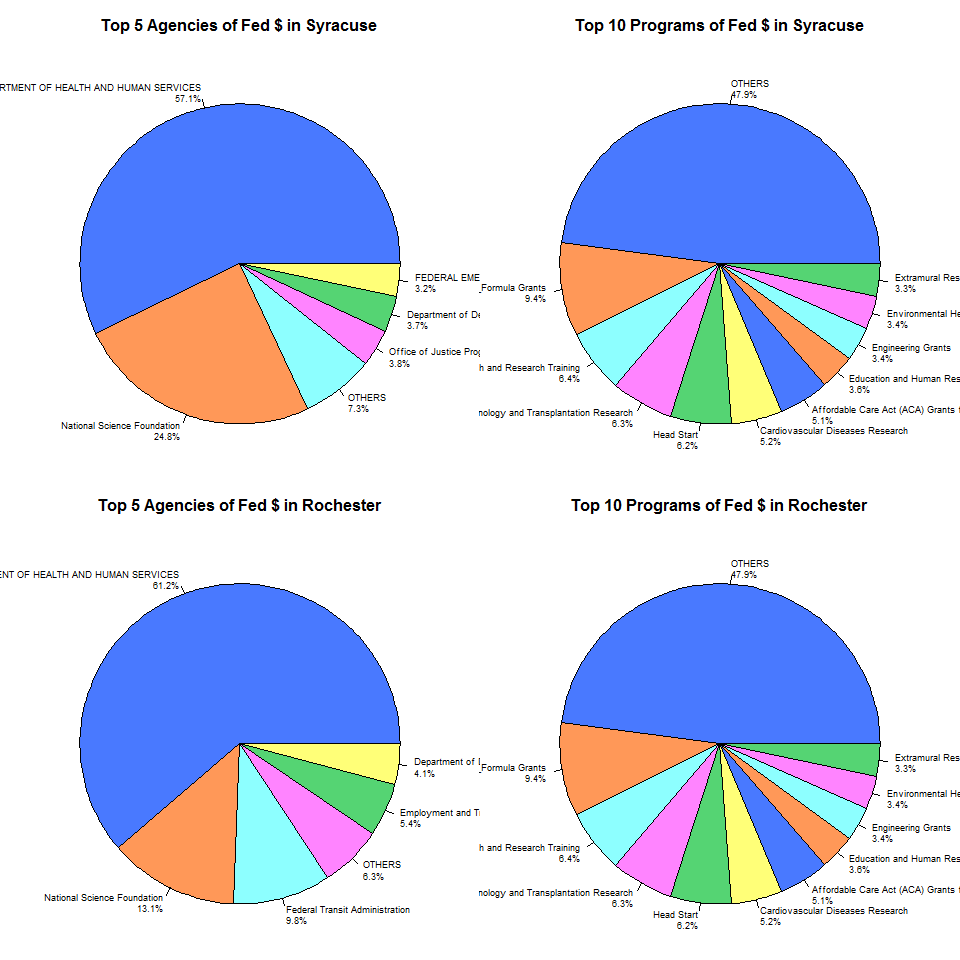 Top 5 Agencies of Fed $ in Syracuse
RTMENT OF HEALTH AND HUMAN SERVICES
57.1%
FEDERAL EME
3.2%
Department of De
3.7%
Office of Justice Prog
3.8%
OTHERS
7.3%
National Science Foundation
24.8%
Top 10 Programs of Fed $ in Syracuse
OTHERS
47.9%
Formula Grants
9.4%
h and Research Training
6.4%
nology and Transplantation Research
6.3%
Head Start
6.2%
Cardiovascular Diseases Research
5.2%
Affordable Care Act (ACA) Grants
5.1%
Education and Human Res
3.6%
Engineering Grants
3.4%
Environmental He
3.4%
Extramural Res
3.3%
Top 5 Agencies of Fed $ in Rochester
ENT OF HEALTH AND HUMAN SERVICES
61.2%
Department of
4.1%
Employment and T
5.4%
OTHERS
6.3%
Federal Transit Administration
9.8%
National Science Foundation
13.1%
Top 10 Programs of Fed $ in Rochester
OTHERS
47.9%
Formula Grants
9.4%
h and Research Training
6.4%
nology and Transplantation Research
6.3%
Head Start
6.2%
Cardiovascular Diseases Research
5.2%
Affordable Care Act (ACA) Grants
5.1%
Education and Human Res
3.6%
Engineering Grants
3.4%
Environmental He
3.4%
Extramural Res
3.3%